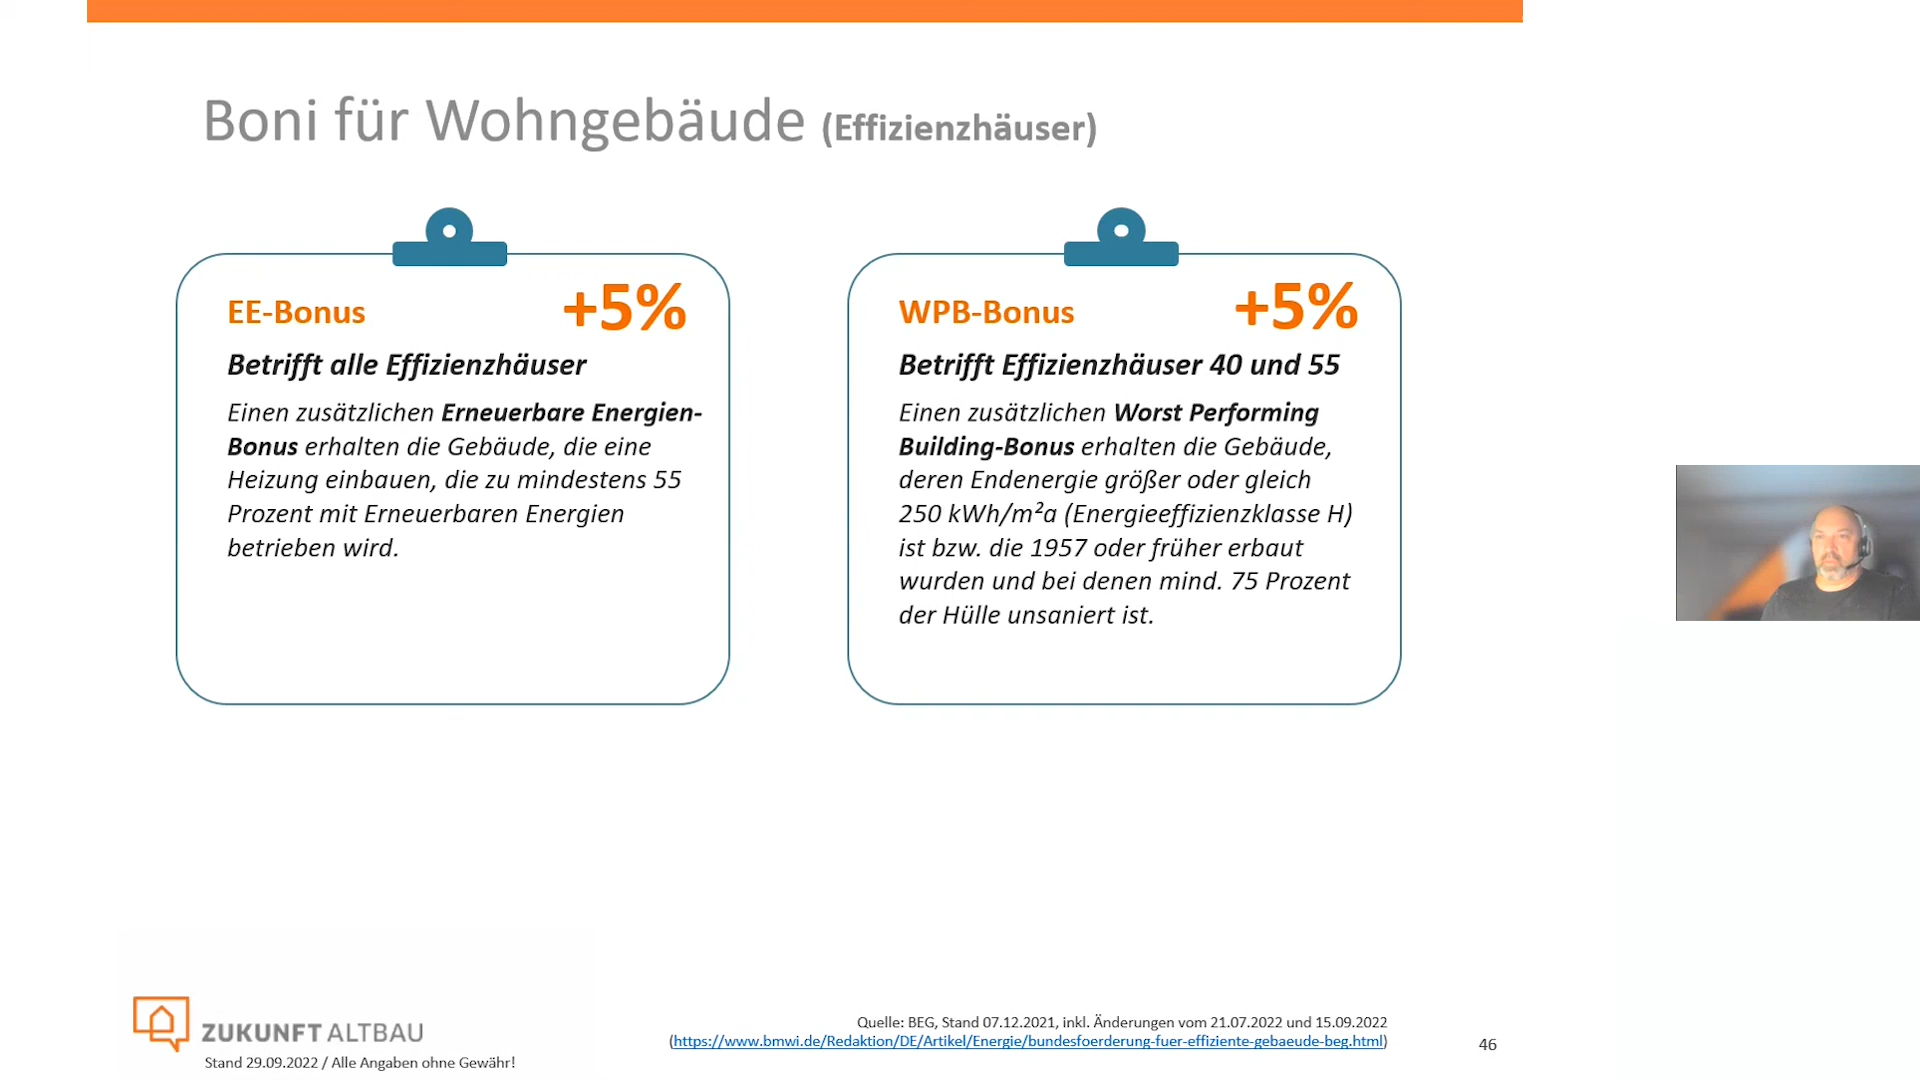 Boni für Wohngebäude (Effizienzhäuser)
EE-Bonus +5%
Betrifft alle Effizienzhäuser
Einen zusätzlichen Erneuerbare Energien-
Bonus erhalten die Gebäude, die eine
Heizung einbauen, die zu mindestens 55
Prozent mit Erneuerbaren Energien
betrieben wird.
WPB-Bonus +5%
Betrifft Effizienzhäuser 40 und 55
Einen zusätzlichen Worst Performing
Building-Bonus erhalten die Gebäude,
deren Endenergie größer oder gleich
250 kWh/m²a (Energieeffizienzklasse H)
ist bzw. die 1957 oder früher erbaut
wurden und bei denen mind. 75 Prozent
der Hülle unsaniert ist.
ZUKUNFT ALTBAU
Stand 29.09.2022 / Alle Angaben ohne Gewähr!
Quelle: BEG, Stand 07.12.2021, inkl. Änderungen vom 21.07.2022 und 15.09.2022
(https://www.bmwi.de/Redaktion/DE/Artikel/Energie/bundesfoerderung-fuer-effiziente-gebaeude-beg.html)
46